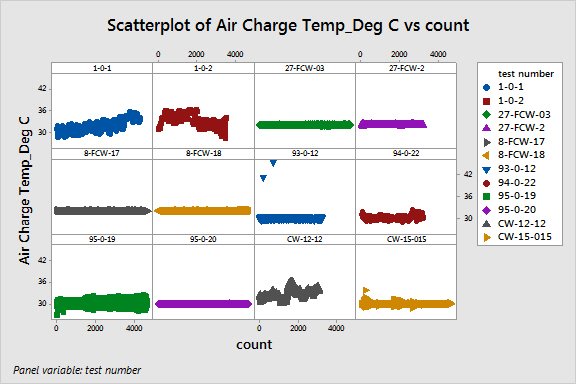 Scatterplot of Air Charge Temp_Deg C vs count
0 2000 4000 0 2000 4000
1-0-1 1-0-2 27-FCW-03 27-FCW-2
42
36
30
8-FCW-17 8-FCW-18 93-0-12 94-0-22
42
36
30
95-0-19 95-0-20 CW-12-12 CW-15-015
42
36
30
0 2000 4000 0 2000 4000
Air Charge Temp_Deg C
count
test number
1-0-1
1-0-2
27-FCW-03
27-FCW-2
8-FCW-17
8-FCW-18
93-0-12
94-0-22
95-0-19
95-0-20
CW-12-12
CW-15-015
Panel variable: test number